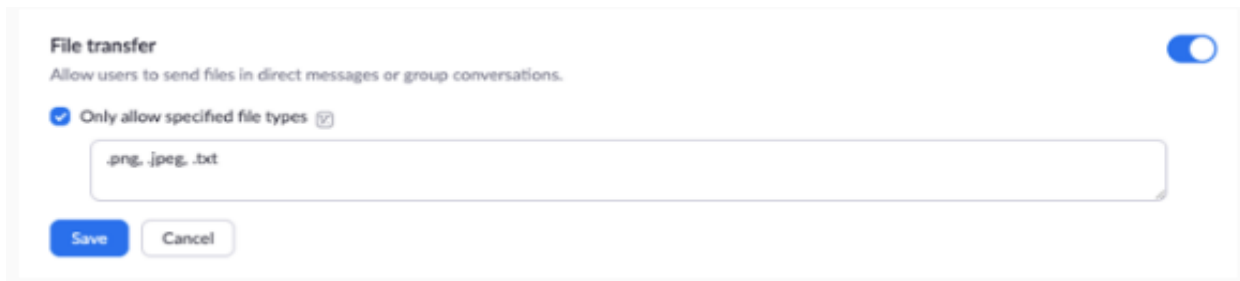 File transfer
Allow users to send files in direct messages or group conversations.
Only allow specified file types
.png, .jpeg, .txt
Save Cancel